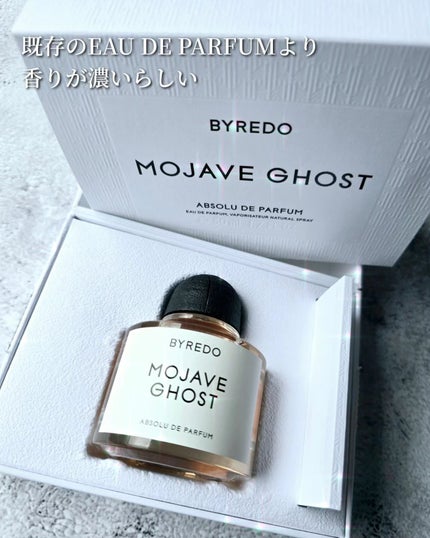 既存のEAU DE PARFUMより
香りが濃いらしい
BYREDO
MOJAVE GHOST
ABSOLU DE PARFUM
EAU DE PARFUM, VAPORISATEUR NATURAL SPRAY
BYREDO
MOJAVE
GHOST
ABSOLU DE PARFUM